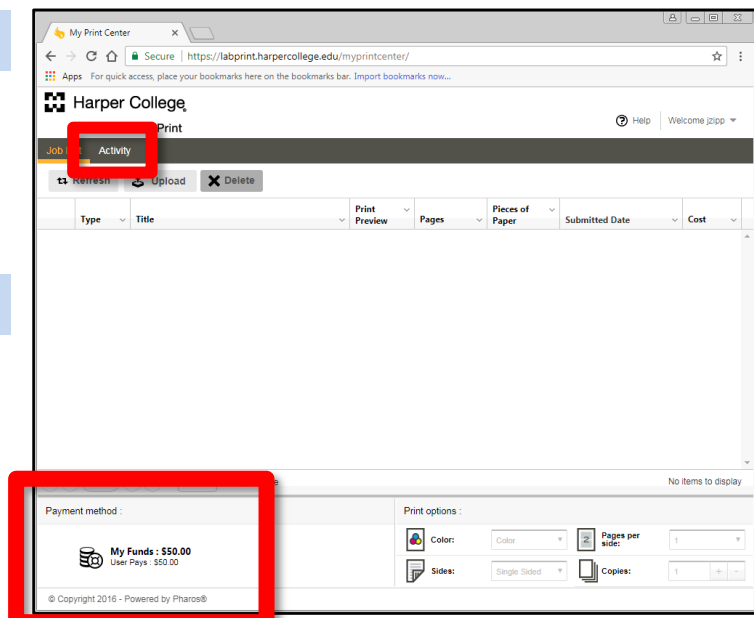 My Print Center
Secure | https://labprint.harpercollege.edu/myprintcenter/
Apps For quick access, place your bookmarks here on the bookmarks bar. Import bookmarks now...
Harper College
Print
Help Welcome jzipp
Job Activity
Refresh Upload Delete
Type Title Print Preview Pages Pieces of Paper Submitted Date Cost
No items to display
Payment method : Print options :
Color: Color Pages per side: 1
My Funds : $50.00
User Pays : $50.00
Sides: Single Sided Copies: 1 + -
© Copyright 2016 - Powered by Pharos®